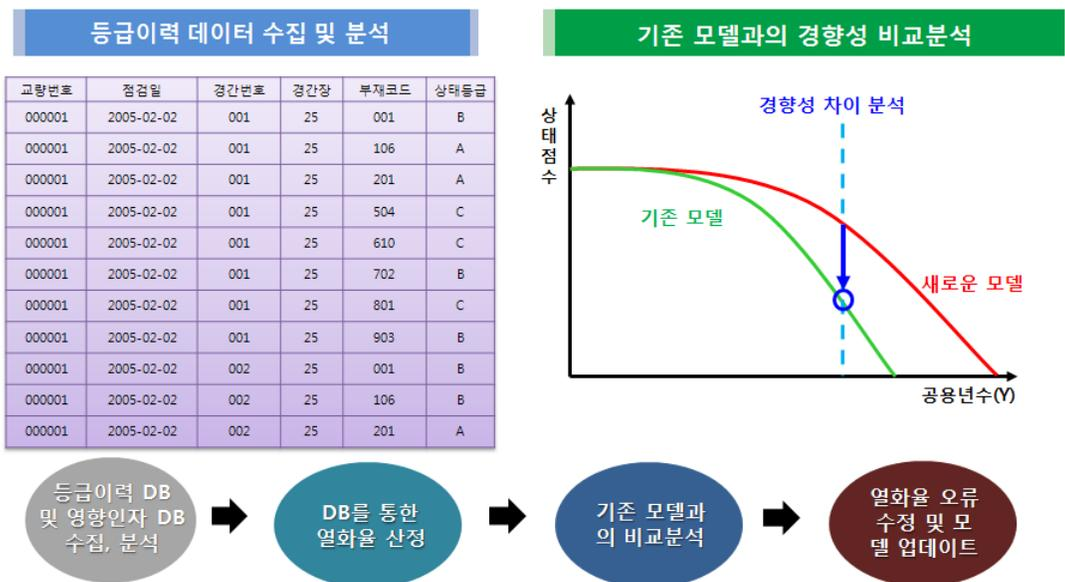 등급이력 데이터 수집 및 분석
교량번호 점검일 경간번호 경간장 부재코드 상태등급
000001 2005-02-02 001 25 001 B
000001 2005-02-02 001 25 106 A
000001 2005-02-02 001 25 201 A
000001 2005-02-02 001 25 504 C
000001 2005-02-02 001 25 610 C
000001 2005-02-02 001 25 702 B
000001 2005-02-02 001 25 801 C
000001 2005-02-02 001 25 903 B
000001 2005-02-02 002 25 001 B
000001 2005-02-02 002 25 106 B
000001 2005-02-02 002 25 201 A
기존 모델과의 경향성 비교분석
상태점수
경향성 차이 분석
기존 모델
새로운 모델
공용년수(Y)
등급이력 DB
및 영향인자 DB
수집, 분석
DB를 통한
열화율 산정
기존 모델과
의 비교분석
열화율 오류
수정 및 모
델 업데이트